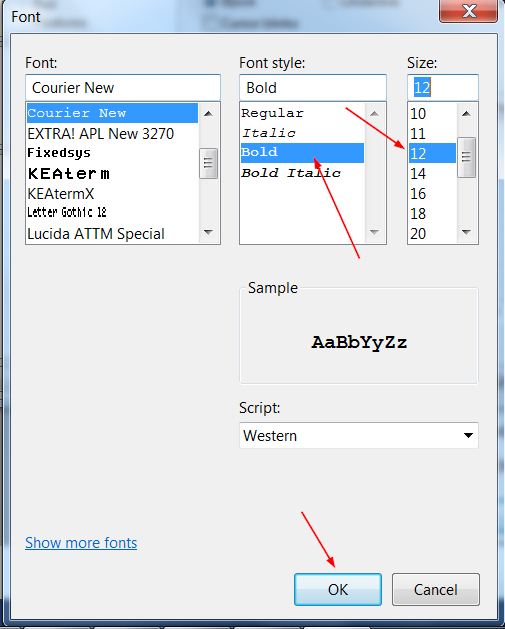 Font
Font:
Courier New
Courier New
EXTRA! APL New 3270
Fixedsys
KEAterm
KEAtermX
Letter Gothic 12
Lucida ATTM Special
Font style:
Bold
Regular
Italic
Bold
Bold Italic
Size:
12
10
11
12
14
16
18
20
Sample
AaBbYyZz
Script:
Western
Show more fonts
OK
Cancel